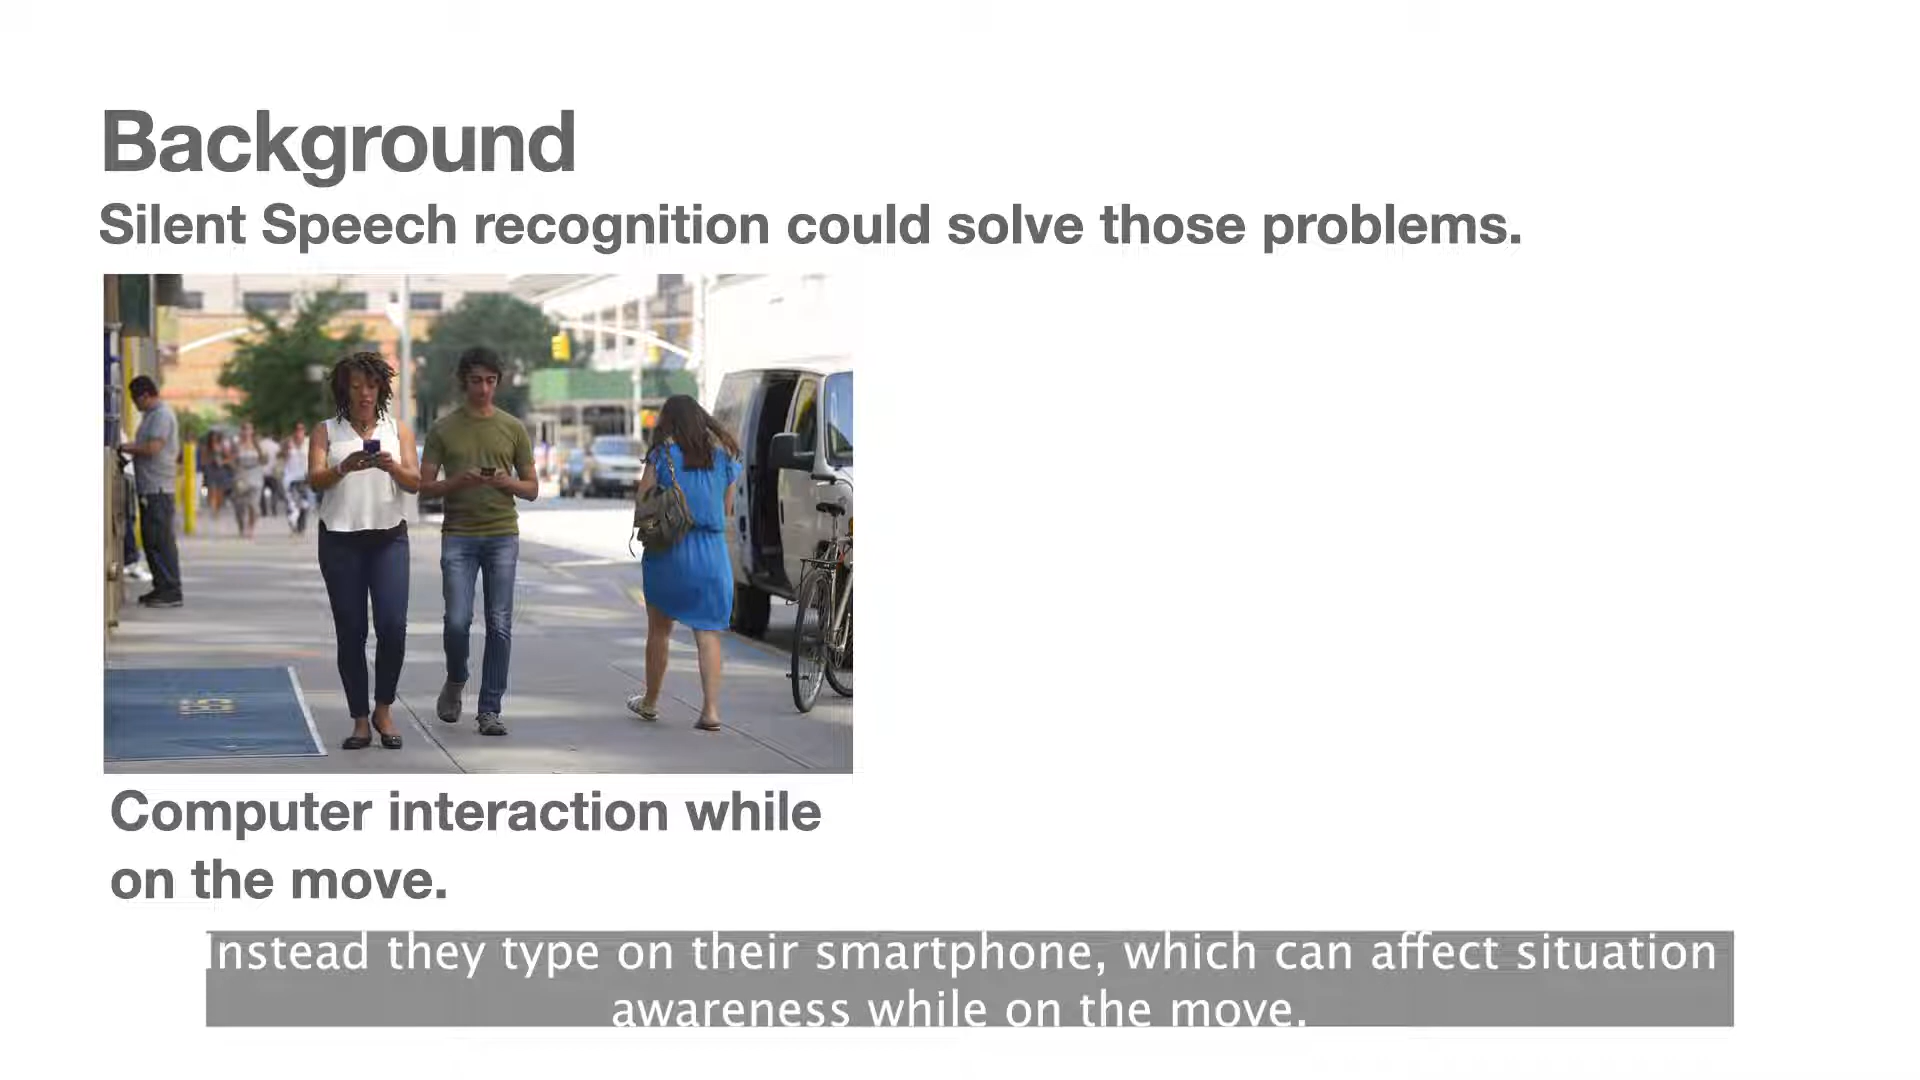 Background
Silent Speech recognition could solve those problems.
Computer interaction while
on the move.
Instead they type on their smartphone, which can affect situation
awareness while on the move.